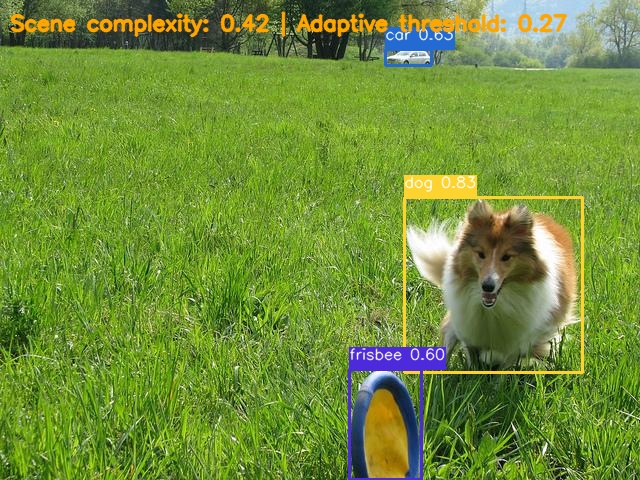 Scene complexity: 0.42 | Adaptive threshold: 0.27
car 0.65
dog 0.83
frisbee 0.60